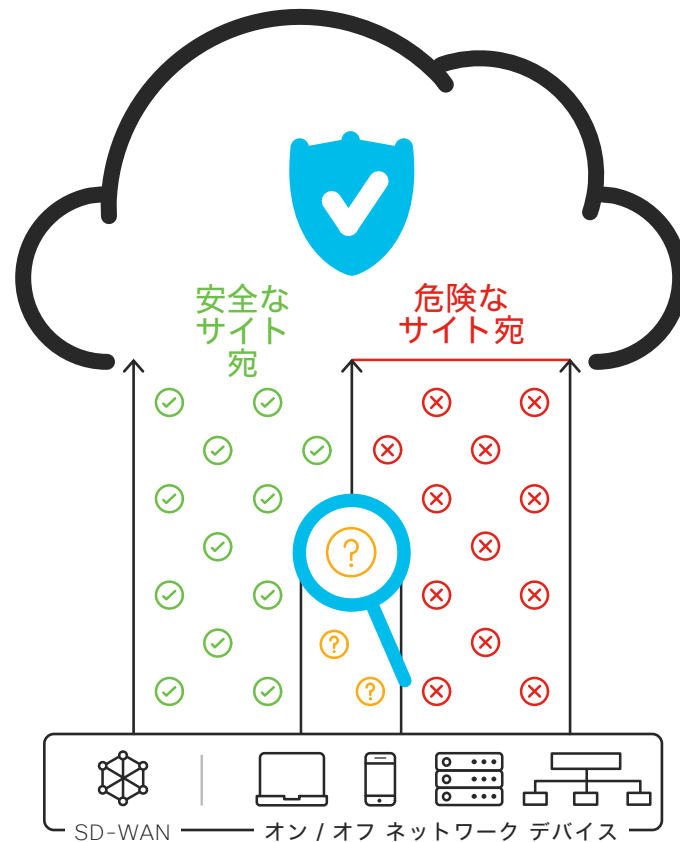 安全な
サイト
宛
危険な
サイト宛
SD-WAN
オン / オフ ネットワーク デバイス